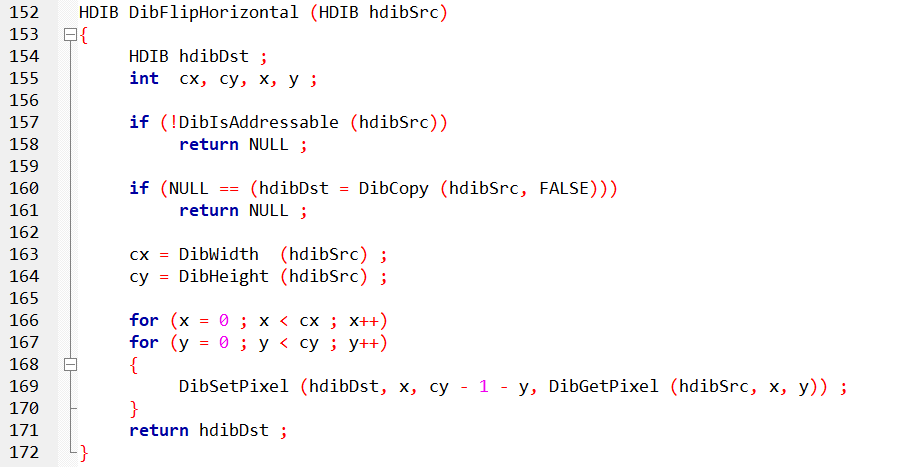 152 HDIB DibFlipHorizontal (HDIB hdibSrc)
153 {
154 HDIB hdibDst ;
155 int  cx, cy, x, y ;
156
157 if (!DibIsAddressable (hdibSrc))
158 return NULL ;
159
160 if (NULL == (hdibDst = DibCopy (hdibSrc, FALSE)))
161 return NULL ;
162
163 cx = DibWidth  (hdibSrc) ;
164 cy = DibHeight (hdibSrc) ;
165
166 for (x = 0 ; x < cx ; x++)
167 for (y = 0 ; y < cy ; y++)
168 {
169 DibSetPixel (hdibDst, x, cy - 1 - y, DibGetPixel (hdibSrc, x, y)) ;
170 }
171 return hdibDst ;
172 }